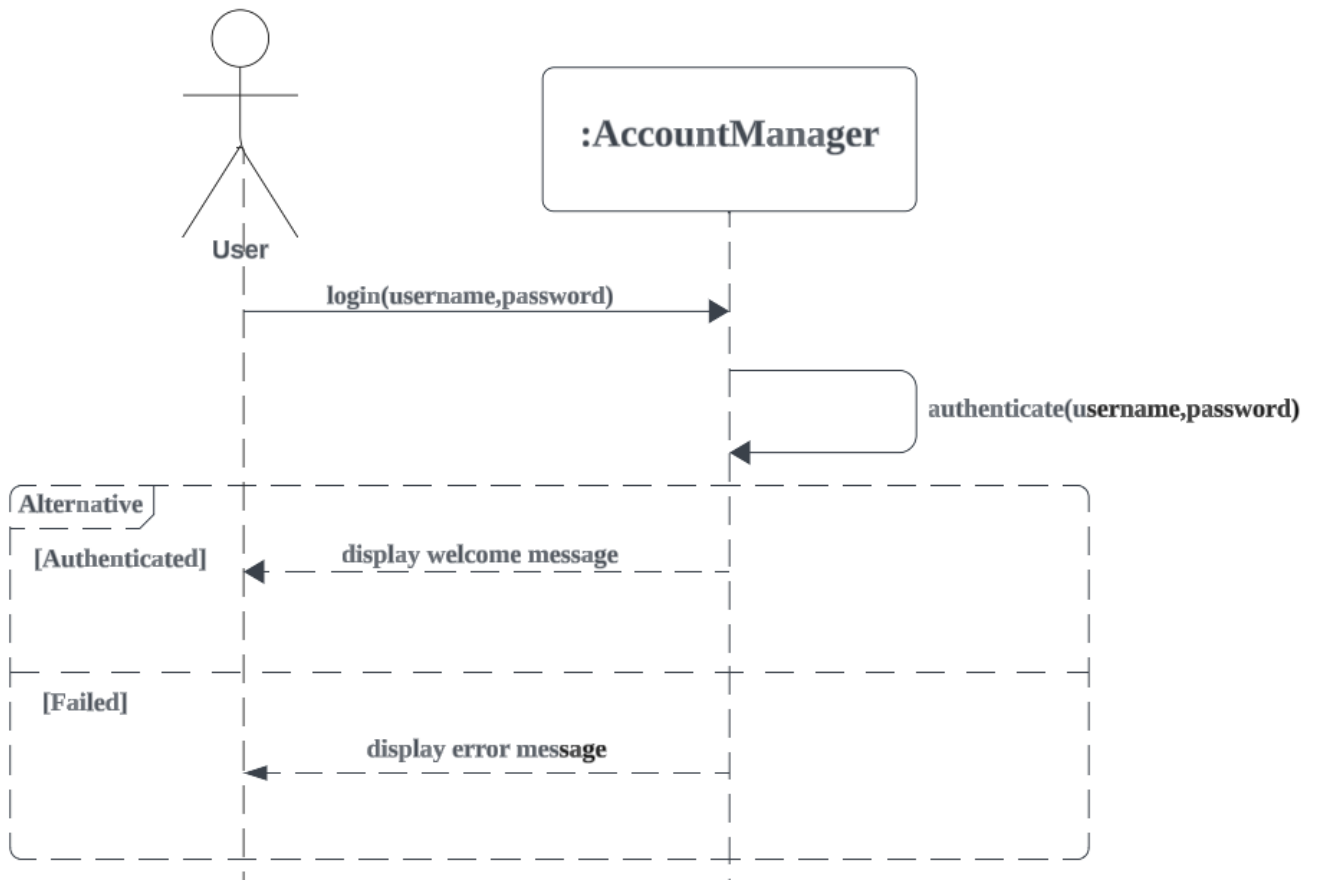 :AccountManager
User
login(username,password)
authenticate(username,password)
Alternative
[Authenticated]
display welcome message
[Failed]
display error message